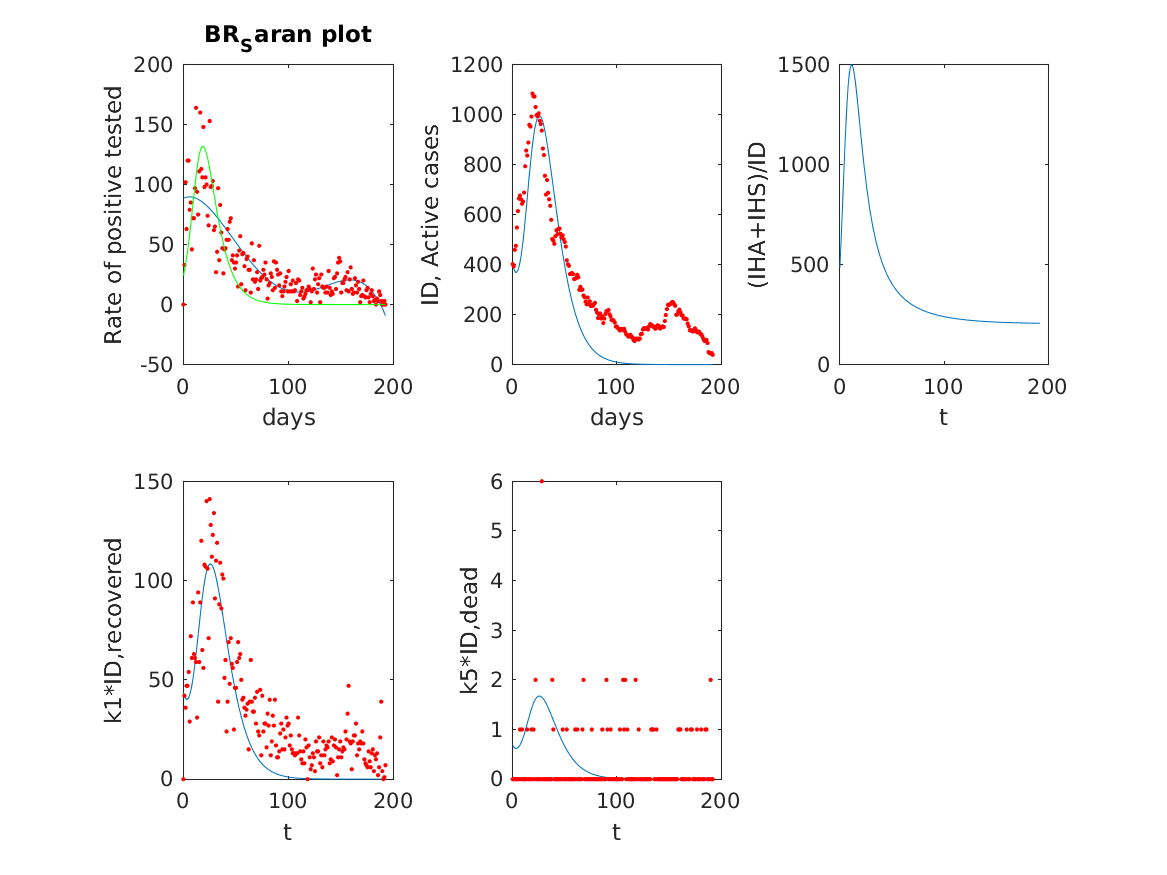 BR_Saran plot
200
150
100
50
0
-50
0 100 200
Rate of positive tested
days
1200
1000
800
600
400
200
0
0 100 200
ID, Active cases
days
1500
1000
500
0
0 100 200
(IHA+IHS)/ID
t
150
100
50
0
0 100 200
k1*ID,recovered
t
6
5
4
3
2
1
0
0 100 200
k5*ID,dead
t